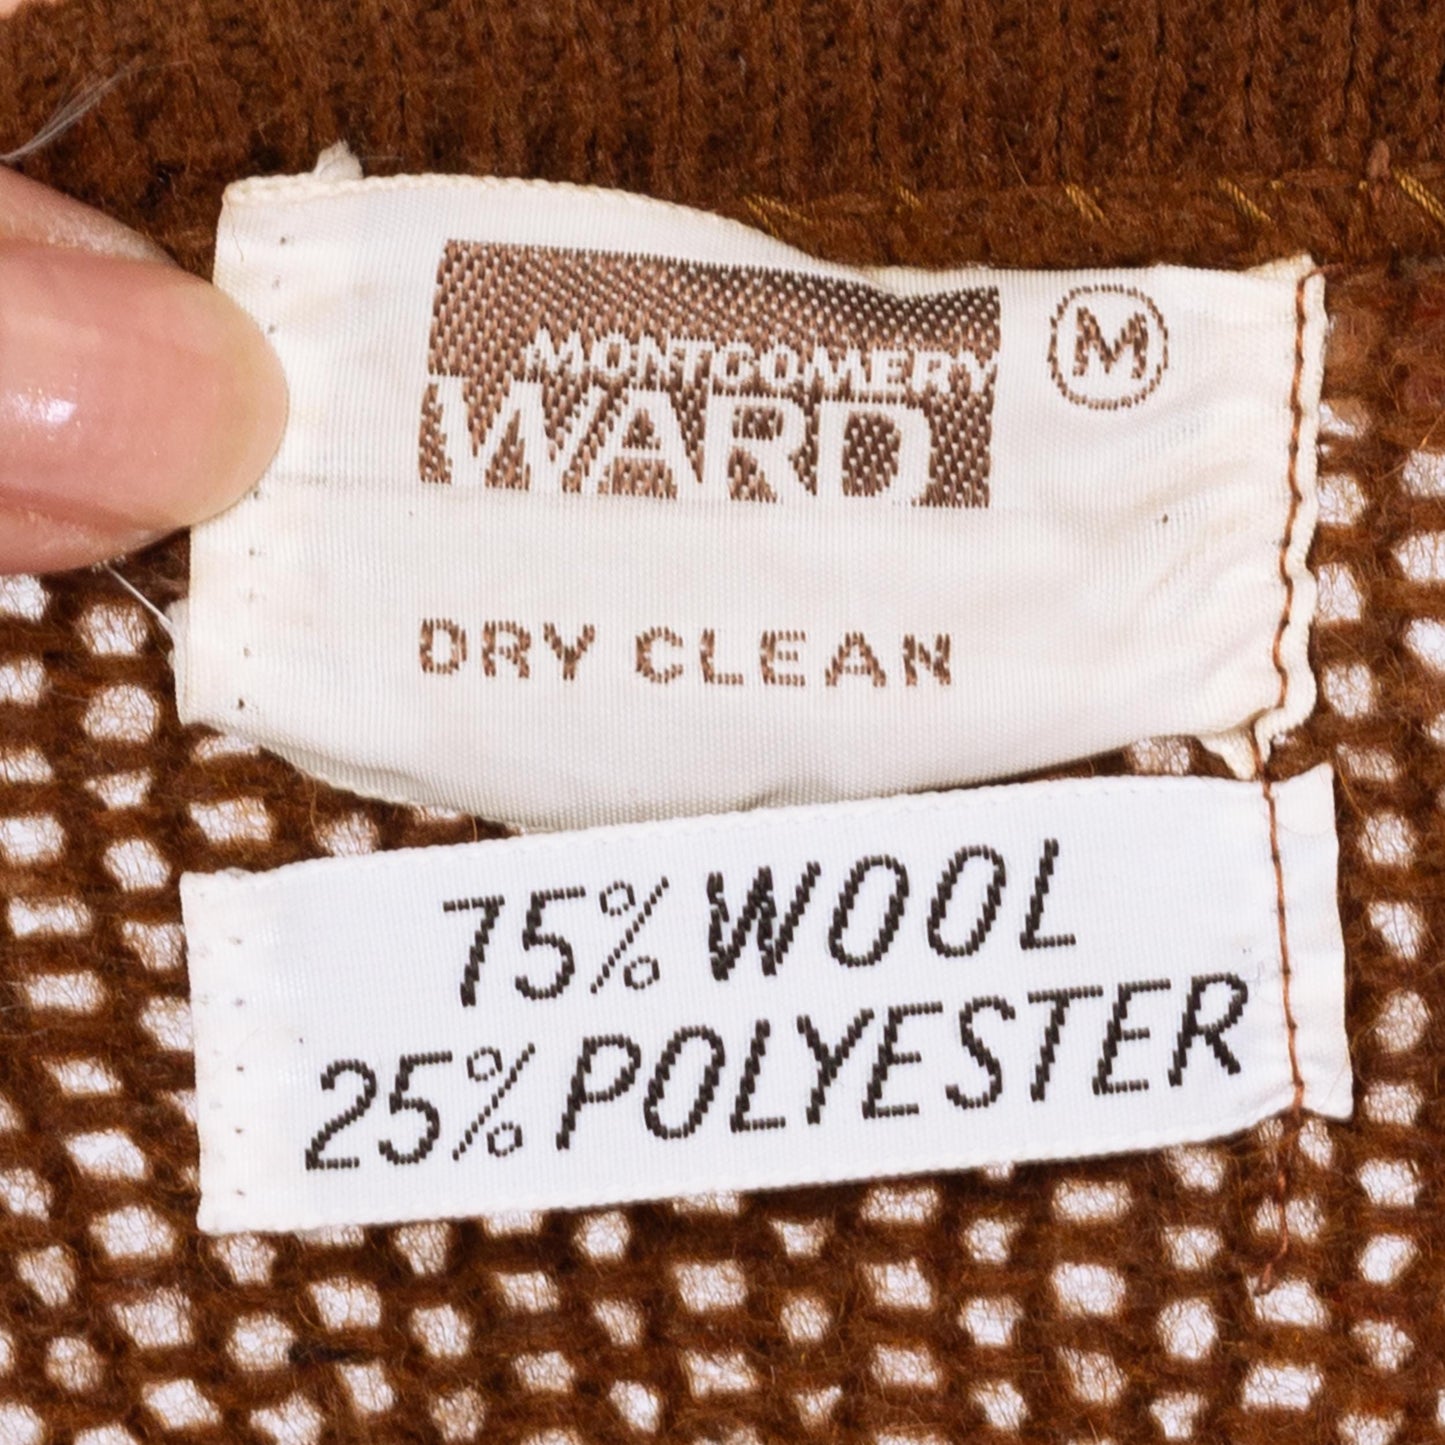 MONTGOMERY
WARD
M
DRY CLEAN
75% WOOL
25% POLYESTER